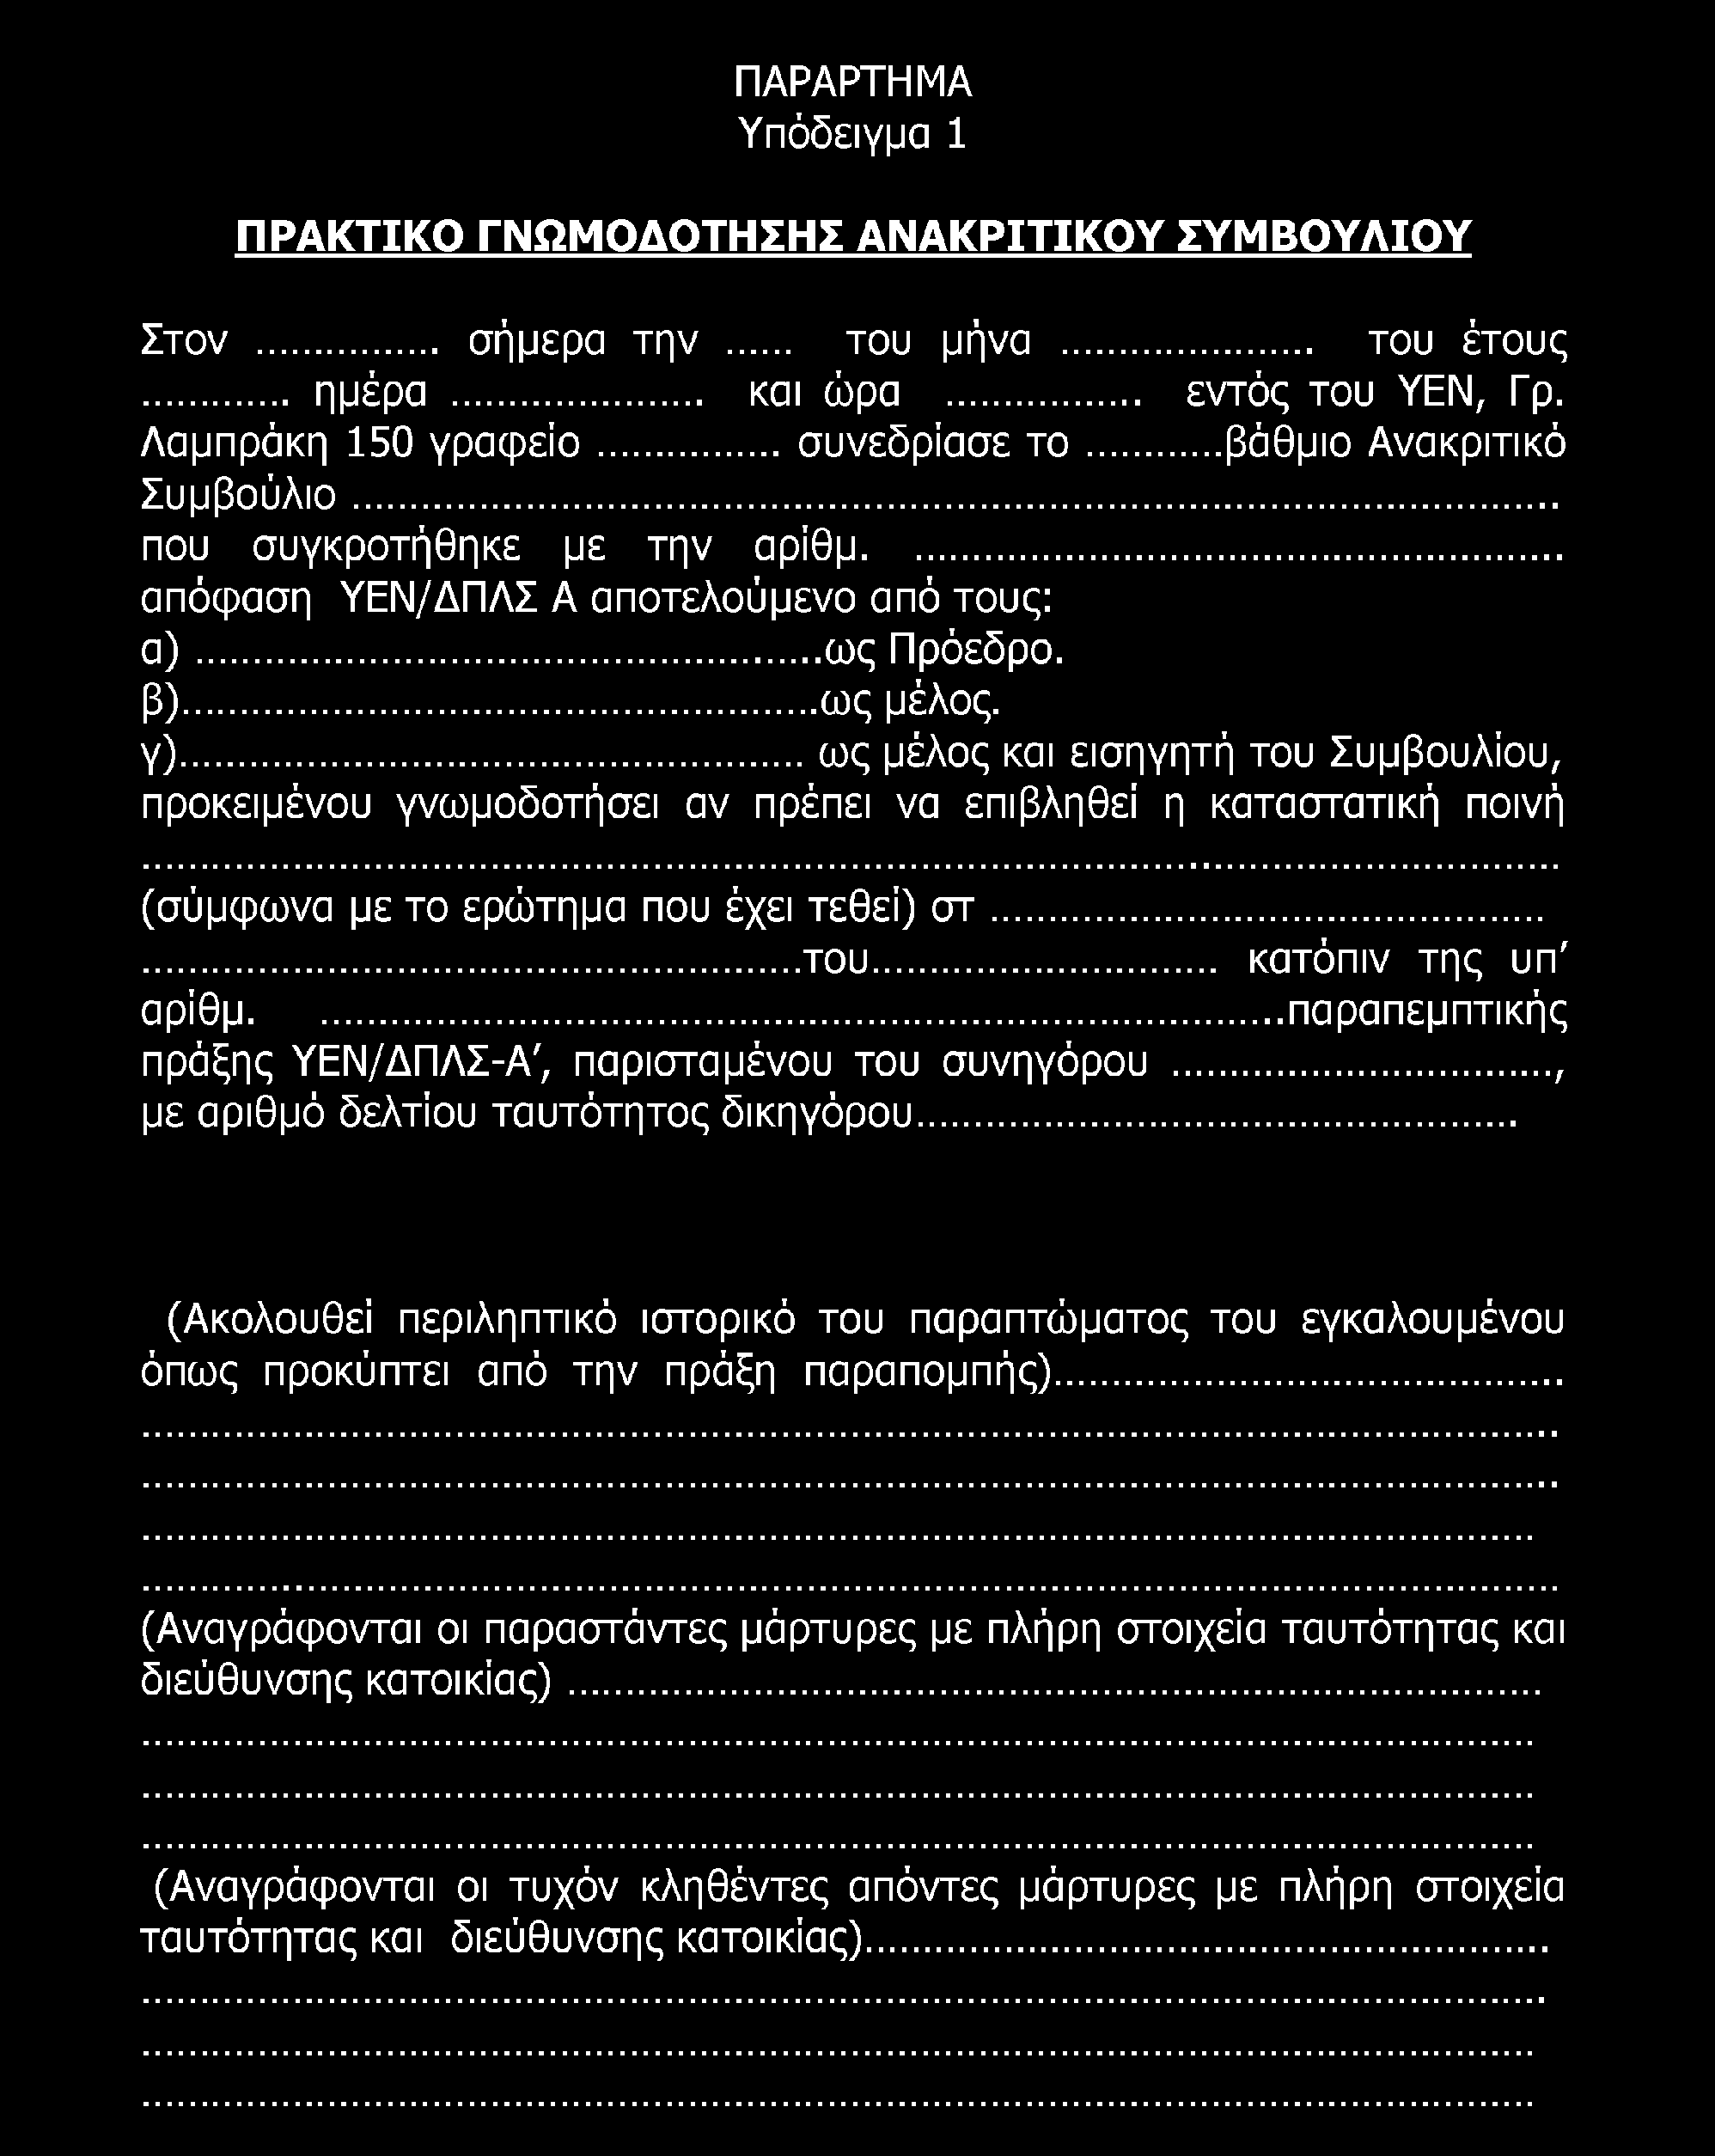 ΠΑΡΑΡΤΗΜΑ
Υπόδειγμα 1
ΠΡΑΚΤΙΚΟ ΓΝΩΜΟΔΟΤΗΣΗΣ ΑΝΑΚΡΙΤΙΚΟΥ ΣΥΜΒΟΥΛΙΟΥ
Στον ................ σήμερα την ...... του μήνα ...................... του έτους
............. ημέρα ...................... και ώρα ................. εντός του ΥΕΝ, Γρ.
Λαμπράκη 150 γραφείο ................ συνεδρίασε το ............βάθμιο Ανακριτικό
Συμβούλιο ........................................................................................................
που συγκροτήθηκε με την αρίθμ. ........................................................
απόφαση ΥΕΝ/ΔΠΛΣ Α αποτελούμενο από τους:
α) ......................................................ως Πρόεδρο.
β).......................................................ως μέλος.
γ)...................................................... ως μέλος και εισηγητή του Συμβουλίου,
προκειμένου γνωμοδοτήσει αν πρέπει να επιβληθεί η καταστατική ποινή
..........................................................................................................................
(σύμφωνα με το ερώτημα που έχει τεθεί) στ ................................................
.........................................................του.............................. κατόπιν της υπ'
αρίθμ. ...................................................................................παραπεμπτικής
πράξης ΥΕΝ/ΔΠΛΣ-Α', παρισταμένου του συνηγόρου .................................,
με αριθμό δελτίου ταυτότητος δικηγόρου....................................................
(Ακολουθεί περιληπτικό ιστορικό του παραπτώματος του εγκαλουμένου
όπως προκύπτει από την πράξη παραπομπής)............................................
..........................................................................................................................
..........................................................................................................................
........................................................................................................................
..........................................................................................................................
(Αναγράφονται οι παραστάντες μάρτυρες με πλήρη στοιχεία ταυτότητας και
διεύθυνσης κατοικίας) ....................................................................................
........................................................................................................................
........................................................................................................................
........................................................................................................................
(Αναγράφονται οι τυχόν κληθέντες απόντες μάρτυρες με πλήρη στοιχεία
ταυτότητας και διεύθυνσης κατοικίας)...........................................................
.........................................................................................................................
........................................................................................................................
........................................................................................................................